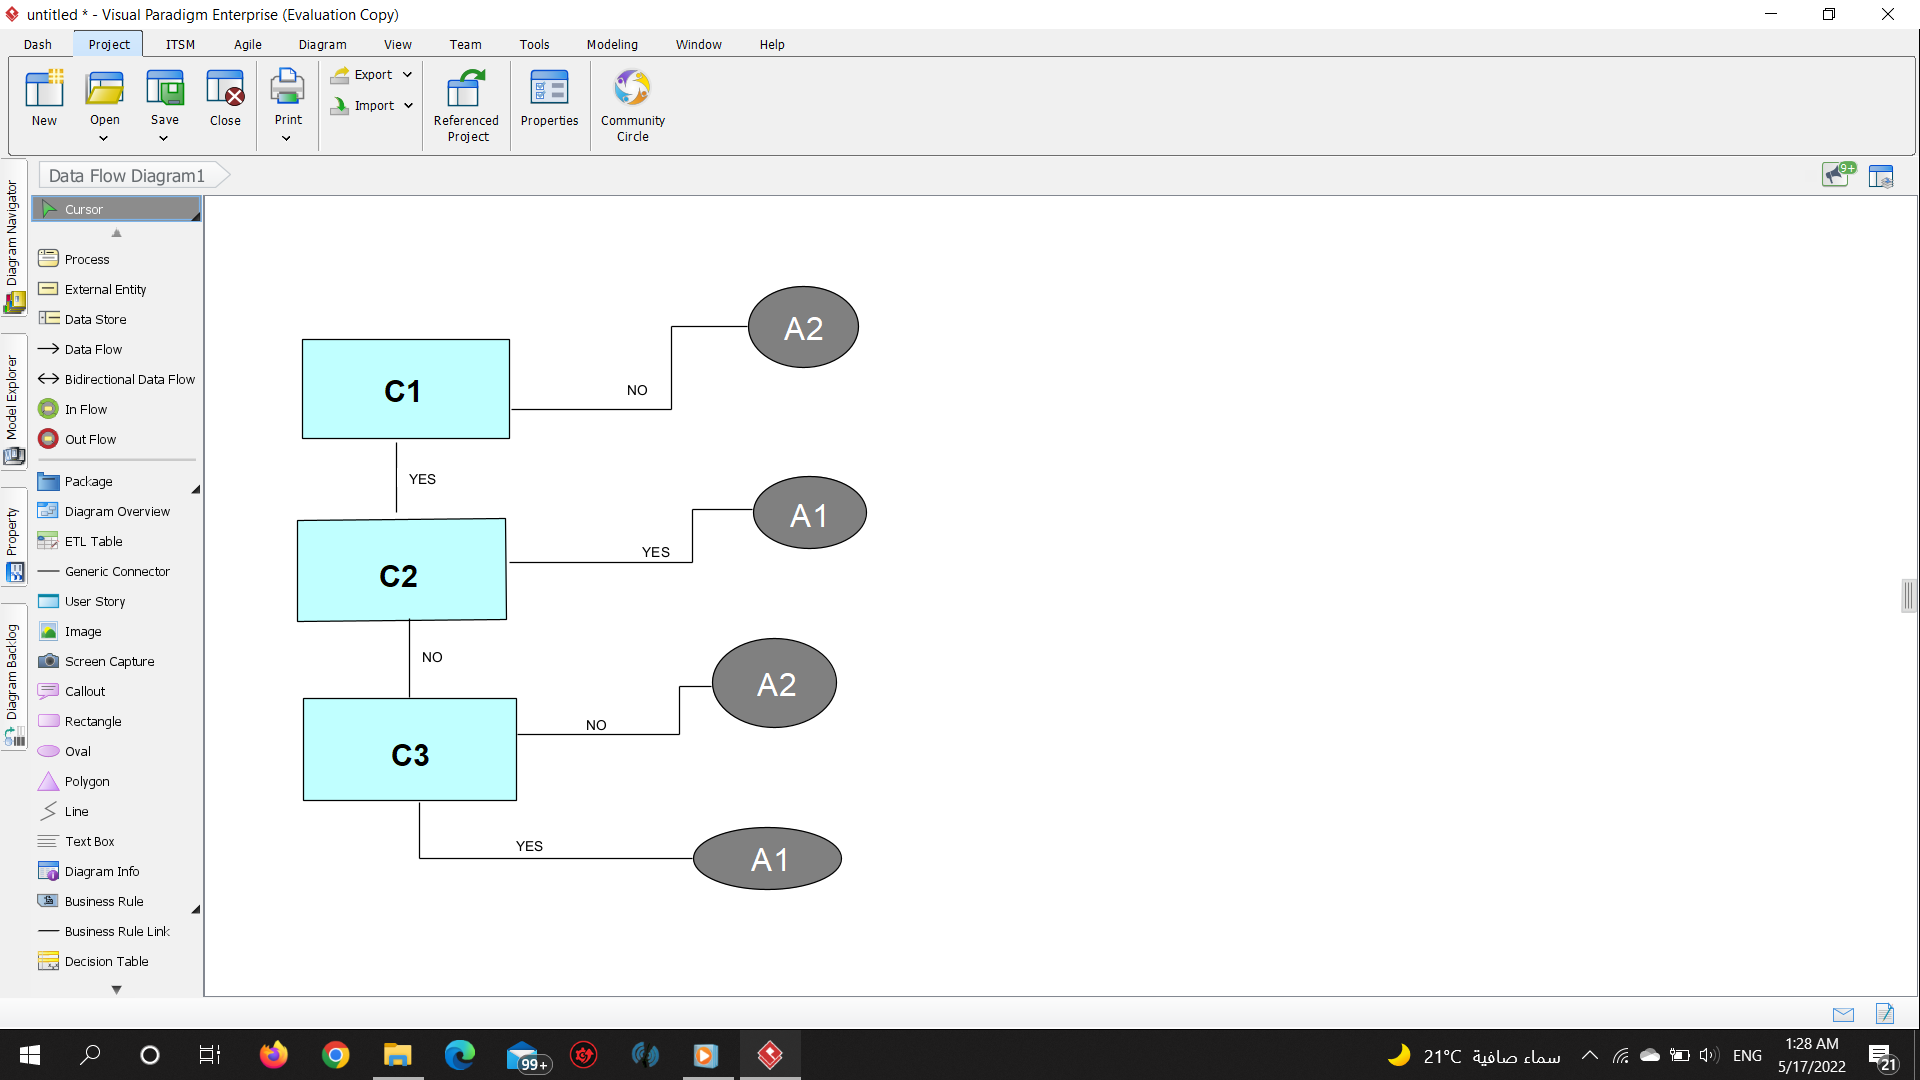 untitled * - Visual Paradigm Enterprise (Evaluation Copy)
Dash Project ITSM Agile Diagram View Team Tools Modeling Window Help
New Open Save Close Print Export Import Referenced Project Properties Community Circle
Data Flow Diagram1
9+
Diagram Navigator
Model Explorer
Property
Diagram Backlog
Cursor
Process
External Entity
Data Store
Data Flow
Bidirectional Data Flow
In Flow
Out Flow
Package
Diagram Overview
ETL Table
Generic Connector
User Story
Image
Screen Capture
Callout
Rectangle
Oval
Polygon
Line
Text Box
Diagram Info
Business Rule
Business Rule Link
Decision Table
A2
C1
NO
YES
A1
YES
C2
NO
A2
NO
C3
YES
A1
99+
21°C سماء صافية
ENG
1:28 AM
5/17/2022
21